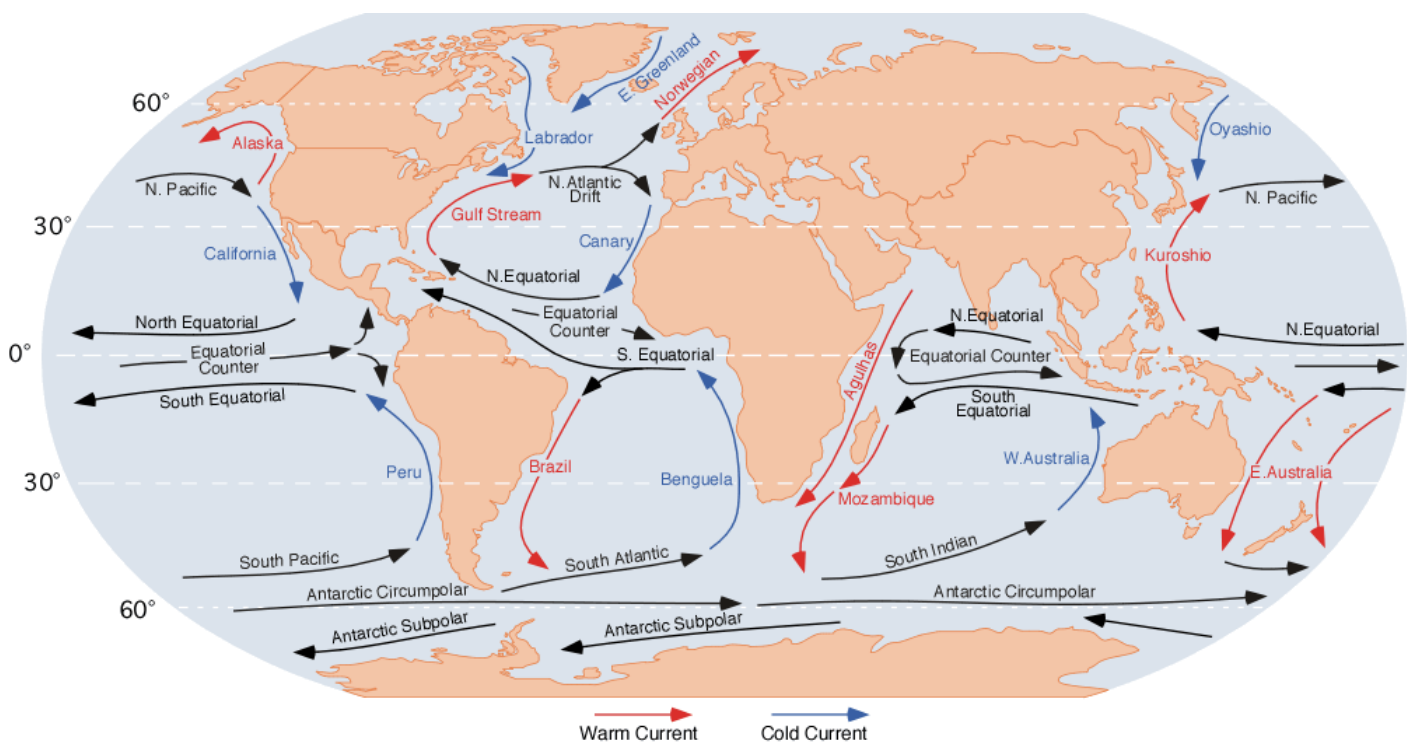 E. Greenland
Norwegian
60°
Labrador
Oyashio
Alaska
N. Pacific
N.Atlantic
Drift
N. Pacific
Gulf Stream
30°
Canary
California
Kuroshio
N.Equatorial
North Equatorial
Equatorial
Counter
N.Equatorial
N.Equatorial
0°
Equatorial
Counter
S. Equatorial
Agulhas
Equatorial Counter
South Equatorial
South
Equatorial
Peru
Brazil
Benguela
W.Australia
E.Australia
30°
Mozambique
South Pacific
South Atlantic
South Indian
Antarctic Circumpolar
Antarctic Circumpolar
60°
Antarctic Subpolar
Antarctic Subpolar
Warm Current
Cold Current